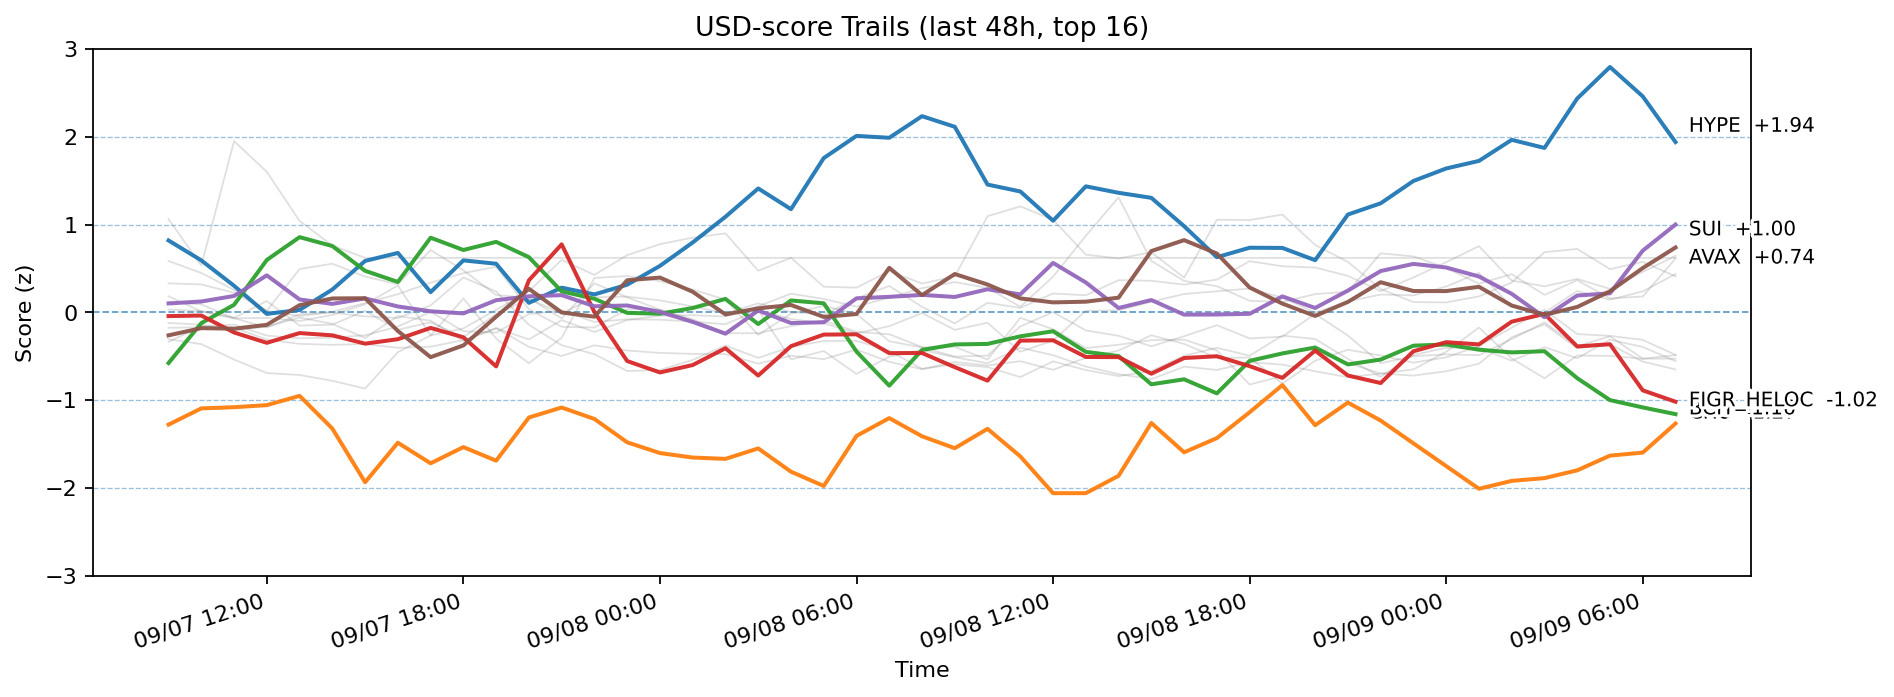 USD-score Trails (last 48h, top 16)
Score (z)
3
2
1
0
−1
−2
−3
HYPE +1.94
SUI +1.00
AVAX +0.74
FIGR_HELOC -1.02
09/07 12:00
09/07 18:00
09/08 00:00
09/08 06:00
09/08 12:00
09/08 18:00
09/09 00:00
09/09 06:00
Time